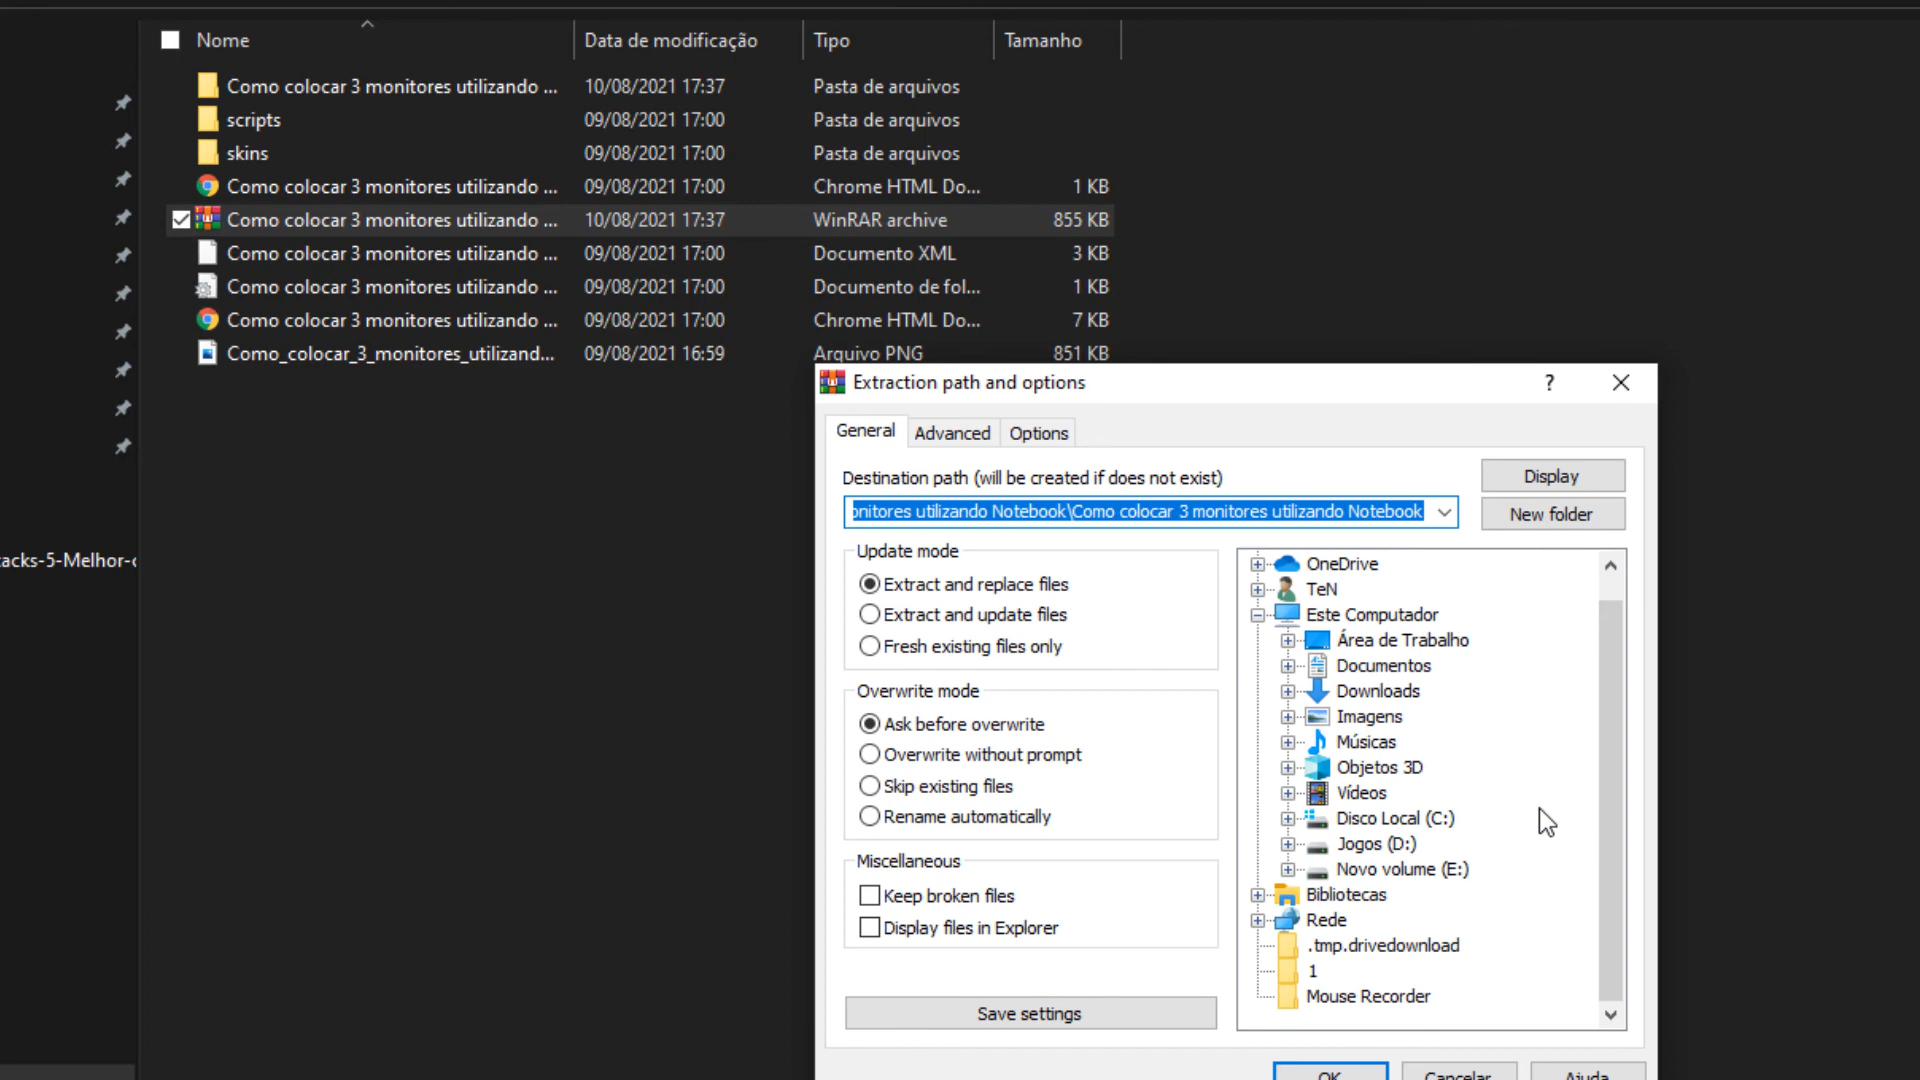 Nome Data de modificação Tipo Tamanho
Como colocar 3 monitores utilizando ... 10/08/2021 17:37 Pasta de arquivos
scripts 09/08/2021 17:00 Pasta de arquivos
skins 09/08/2021 17:00 Pasta de arquivos
Como colocar 3 monitores utilizando ... 09/08/2021 17:00 Chrome HTML Do... 1 KB
Como colocar 3 monitores utilizando ... 10/08/2021 17:37 WinRAR archive 855 KB
Como colocar 3 monitores utilizando ... 09/08/2021 17:00 Documento XML 3 KB
Como colocar 3 monitores utilizando ... 09/08/2021 17:00 Documento de fol... 1 KB
Como colocar 3 monitores utilizando ... 09/08/2021 17:00 Chrome HTML Do... 7 KB
Como_colocar_3_monitores_utilizand... 09/08/2021 16:59 Arquivo PNG 851 KB
acks-5-Melhor-
Extraction path and options ?
General Advanced Options
Destination path (will be created if does not exist)
Display
onitores utilizando Notebook\Como colocar 3 monitores utilizando Notebook
New folder
Update mode
Extract and replace files
Extract and update files
Fresh existing files only
Overwrite mode
Ask before overwrite
Overwrite without prompt
Skip existing files
Rename automatically
Miscellaneous
Keep broken files
Display files in Explorer
Save settings
OneDrive
TeN
Este Computador
Área de Trabalho
Documentos
Downloads
Imagens
Músicas
Objetos 3D
Vídeos
Disco Local (C:)
Jogos (D:)
Novo volume (E:)
Bibliotecas
Rede
.tmp.drivedownload
1
Mouse Recorder
OK Cancelar Ajuda